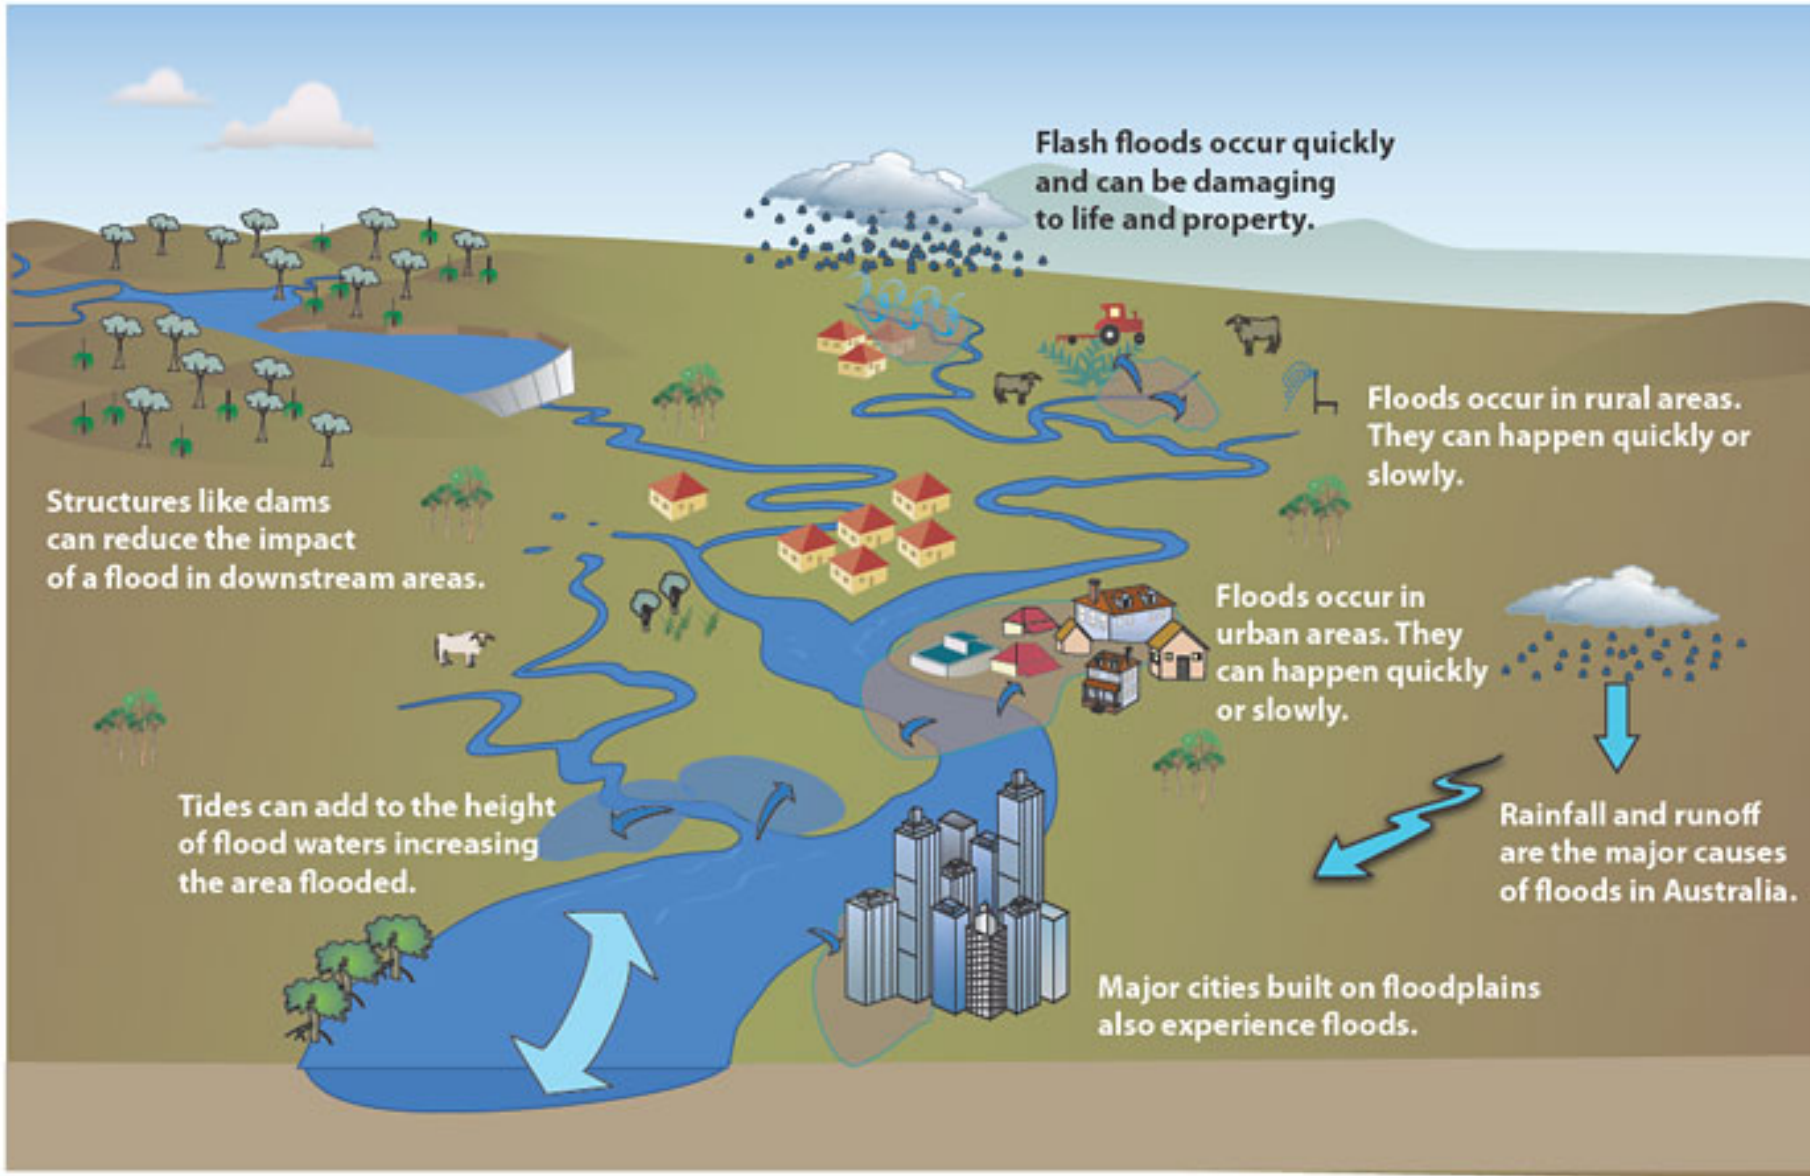 Flash floods occur quickly
and can be damaging
to life and property.
Floods occur in rural areas.
They can happen quickly or
slowly.
Structures like dams
can reduce the impact
of a flood in downstream areas.
Floods occur in
urban areas. They
can happen quickly
or slowly.
Tides can add to the height
of flood waters increasing
the area flooded.
Rainfall and runoff
are the major causes
of floods in Australia.
Major cities built on floodplains
also experience floods.